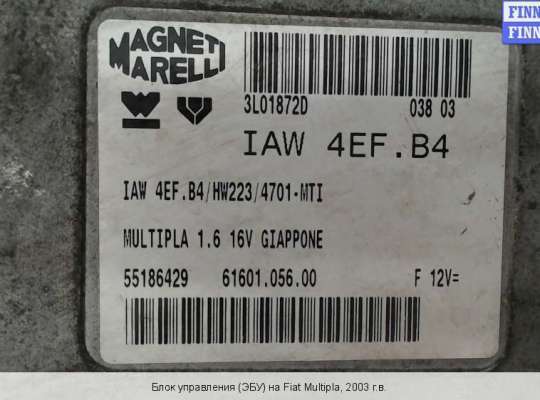 FINN
FINN
MAGNETI
MARELLI
3L01872D 038 03
IAW 4EF.B4
IAW 4EF.B4/HW223/4701-MTI
MULTIPLA 1.6 16V GIAPPONE
55186429 61601.056.00 F 12V=
Блок управления (ЭБУ) на Fiat Multipla, 2003 г.в.